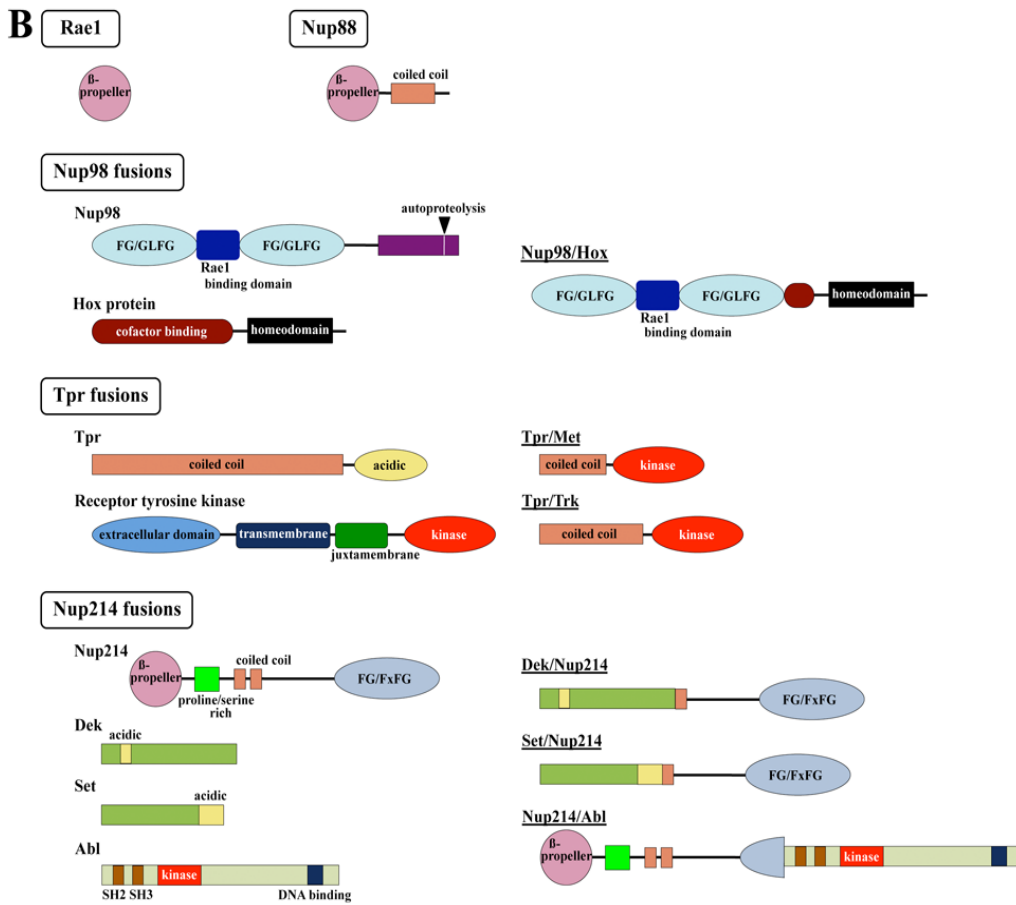 B
Rae1
Nup88
ß-
propeller
ß-
propeller
coiled coil
Nup98 fusions
Nup98
autoproteolysis
FG/GLFG
FG/GLFG
Rae1
binding domain
Hox protein
cofactor binding
homeodomain
Nup98/Hox
FG/GLFG
FG/GLFG
homeodomain
Rae1
binding domain
Tpr fusions
Tpr
coiled coil
acidic
Receptor tyrosine kinase
extracellular domain
transmembrane
juxtamembrane
kinase
Tpr/Met
coiled coil
kinase
Tpr/Trk
coiled coil
kinase
Nup214 fusions
Nup214
ß-
propeller
coiled coil
proline/serine
rich
FG/FxFG
Dek
acidic
Set
acidic
Abl
kinase
SH2 SH3
DNA binding
Dek/Nup214
FG/FxFG
Set/Nup214
FG/FxFG
Nup214/Abl
ß-
propeller
kinase